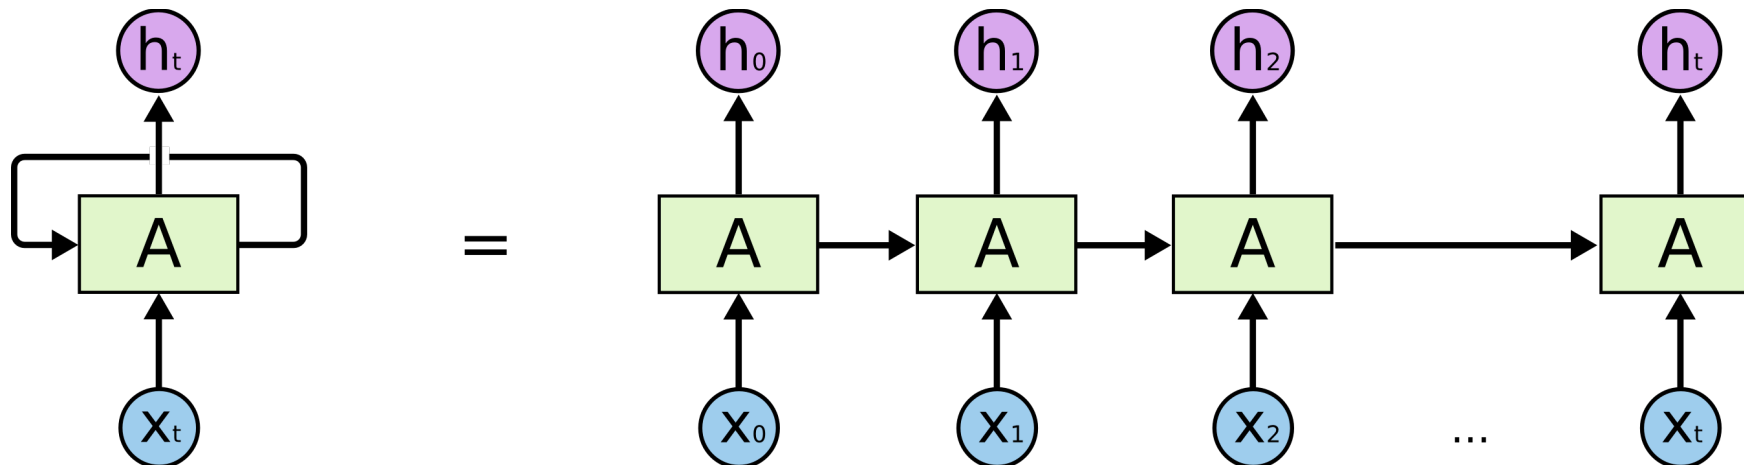 hₜ h₀ h₁ h₂ hₜ
A = A A A A
xₜ x₀ x₁ x₂ ... xₜ